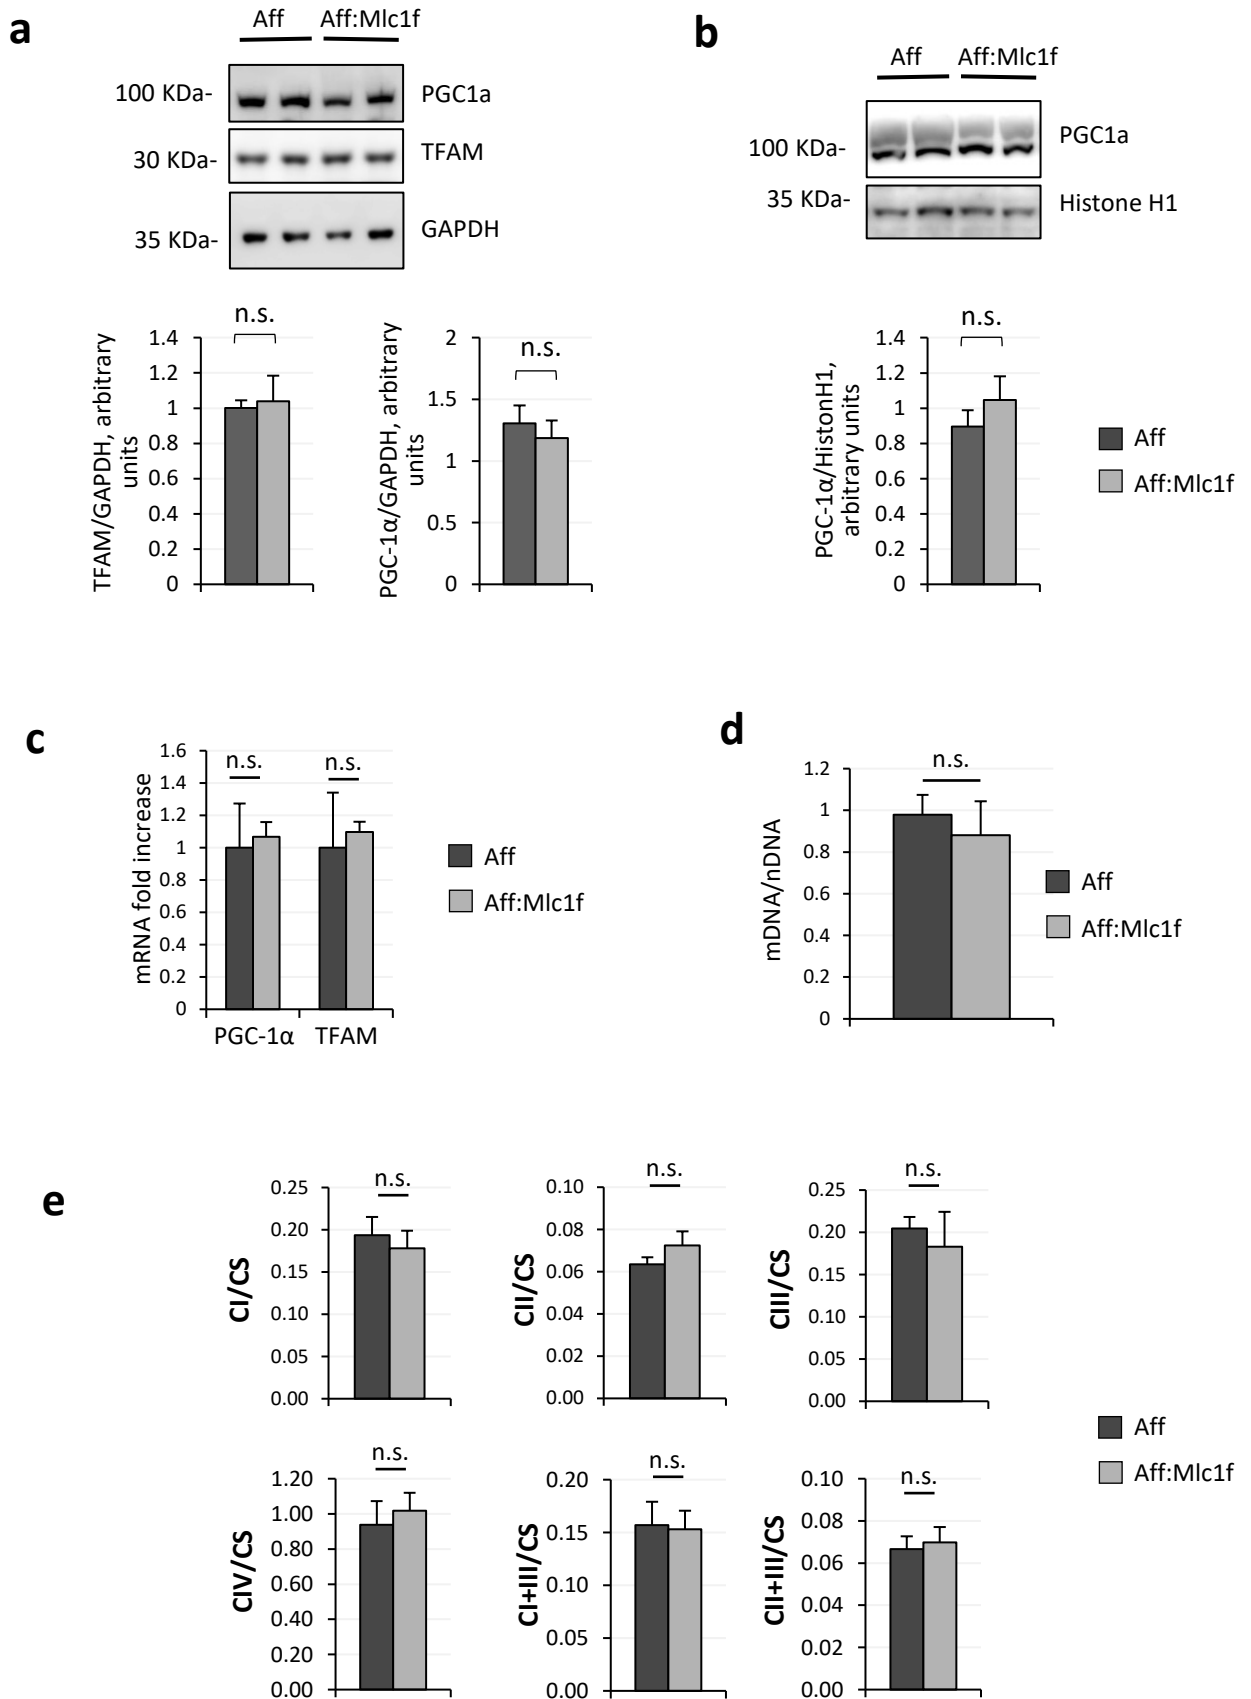 a
Aff Aff:Mlc1f
100 KDa- PGC1a
30 KDa- TFAM
35 KDa- GAPDH
b
Aff Aff:Mlc1f
100 KDa- PGC1a
35 KDa- Histone H1
TFAM/GAPDH, arbitrary
units
n.s.
1.4
1.2
1
0.8
0.6
0.4
0.2
0
PGC-1α/GAPDH, arbitrary
units
n.s.
2
1.5
1
0.5
0
PGC-1α/HistonH1,
arbitrary units
n.s.
1.4
1.2
1
0.8
0.6
0.4
0.2
0
Aff
Aff:Mlc1f
c
mRNA fold increase
n.s. n.s.
1.6
1.4
1.2
1
0.8
0.6
0.4
0.2
0
PGC-1α TFAM
Aff
Aff:Mlc1f
d
mDNA/nDNA
n.s.
1.2
1
0.8
0.6
0.4
0.2
0
Aff
Aff:Mlc1f
e
CI/CS
n.s.
0.25
0.20
0.15
0.10
0.05
0.00
CII/CS
n.s.
0.10
0.08
0.06
0.04
0.02
0.00
CIII/CS
n.s.
0.25
0.20
0.15
0.10
0.05
0.00
CIV/CS
n.s.
1.20
1.00
0.80
0.60
0.40
0.20
0.00
CI+III/CS
n.s.
0.20
0.15
0.10
0.05
0.00
CII+III/CS
n.s.
0.10
0.08
0.06
0.04
0.02
0.00
Aff
Aff:Mlc1f